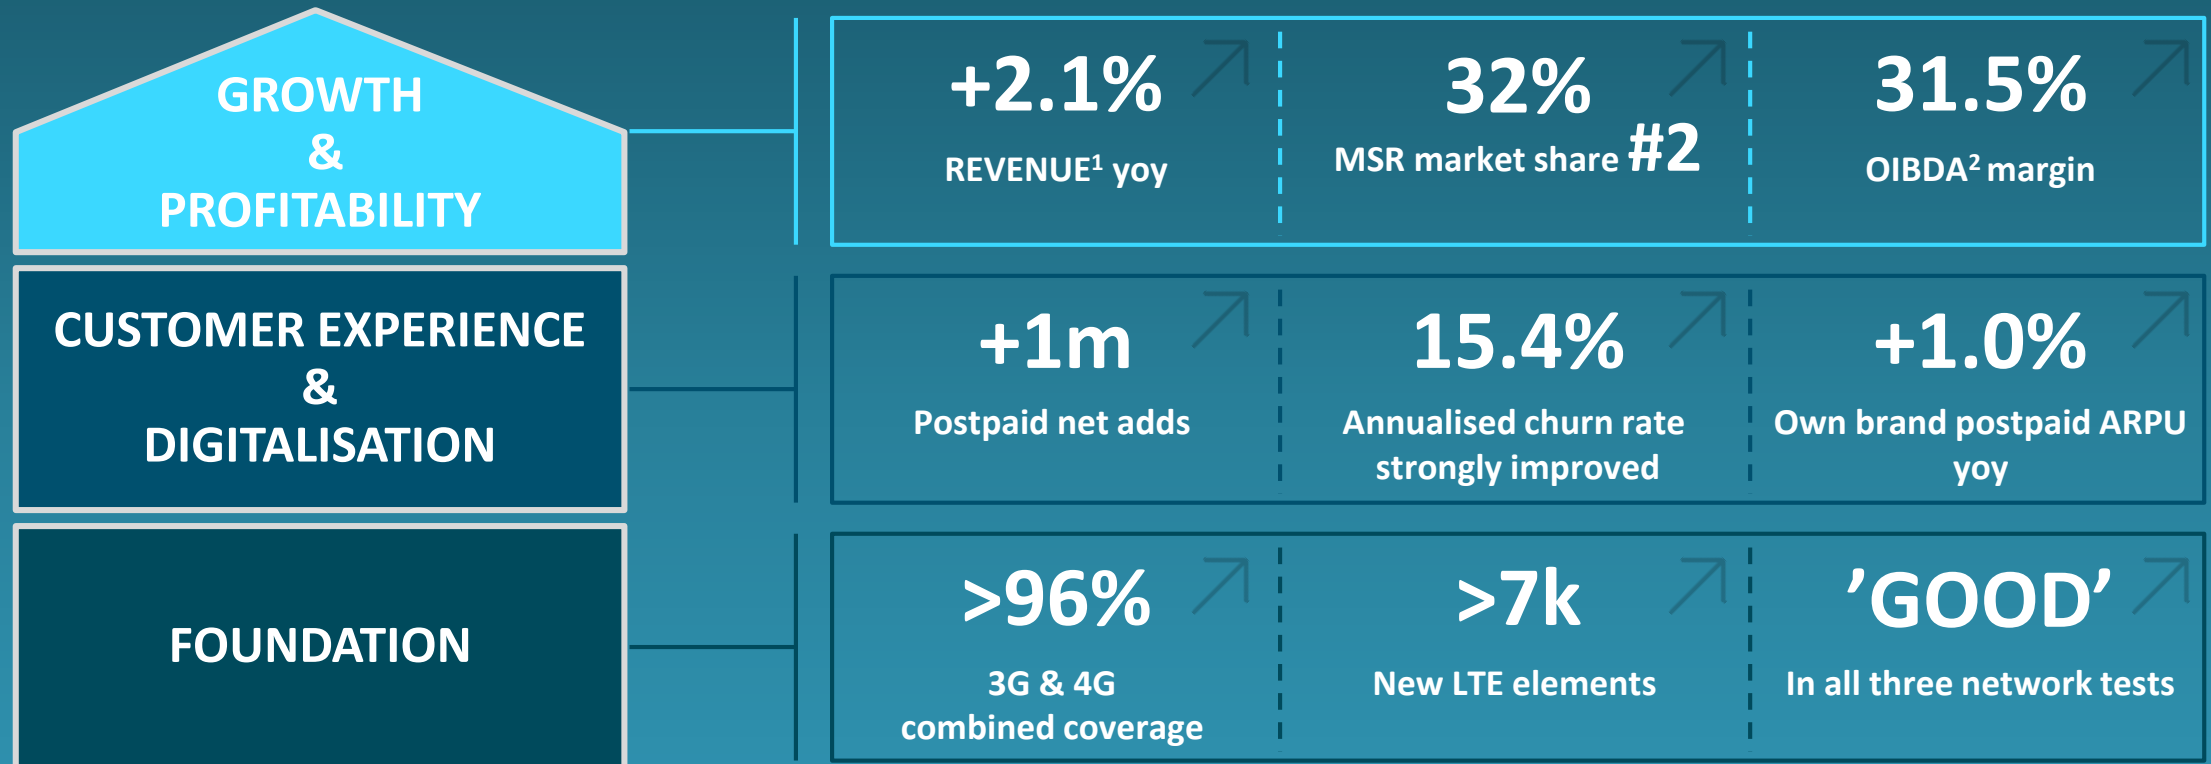 GROWTH
&
PROFITABILITY
+2.1%
REVENUE¹ yoy
32%
MSR market share #2
31.5%
OIBDA² margin
CUSTOMER EXPERIENCE
&
DIGITALISATION
+1m
Postpaid net adds
15.4%
Annualised churn rate
strongly improved
+1.0%
Own brand postpaid ARPU
yoy
FOUNDATION
>96%
3G & 4G
combined coverage
>7k
New LTE elements
’GOOD’
In all three network tests